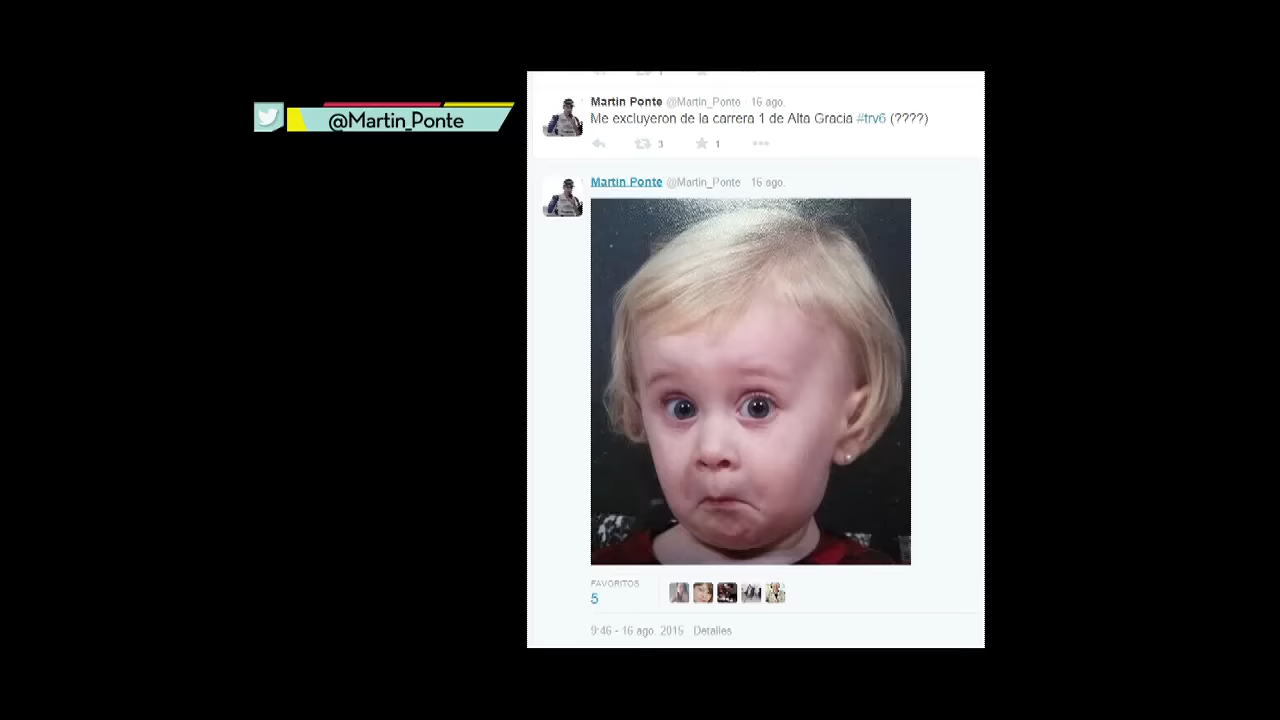 @Martin_Ponte
Martin Ponte @Martin_Ponte · 16 ago.
Me excluyeron de la carrera 1 de Alta Gracia #trv6 (????)
3 1
Martin Ponte @Martin_Ponte · 16 ago.
FAVORITOS
5
9:46 - 16 ago. 2015 Detalles